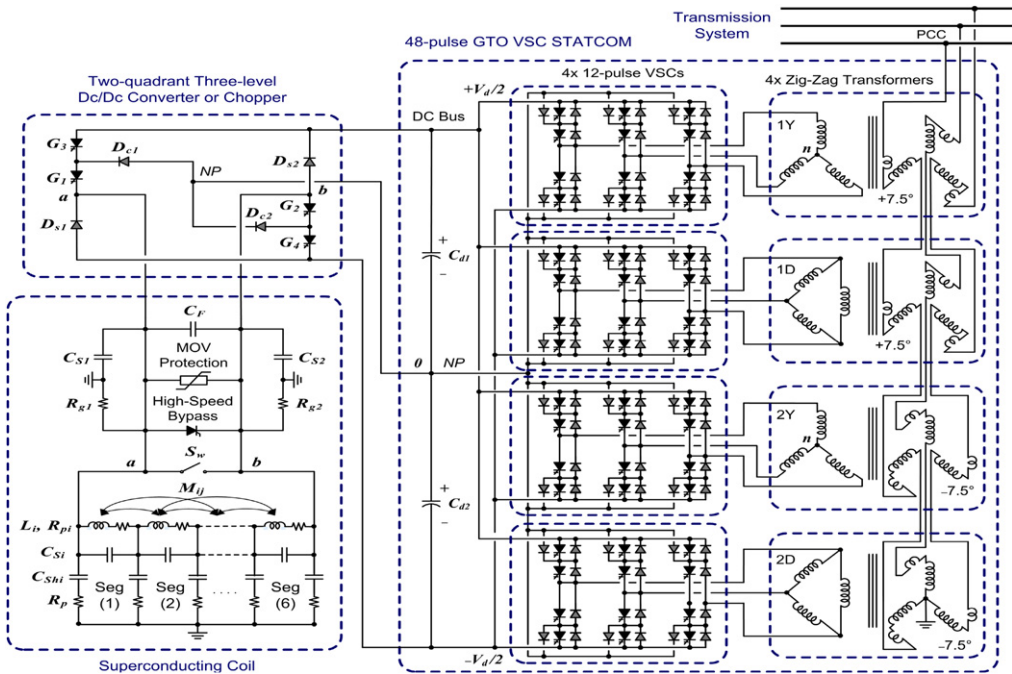 Transmission
System
PCC
48-pulse GTO VSC STATCOM
4x 12-pulse VSCs
4x Zig-Zag Transformers
Two-quadrant Three-level
Dc/Dc Converter or Chopper
+Vd/2
DC Bus
G3
Dc1
Ds2
G1
NP
a
b
G2
Dc2
Ds1
G4
1Y
n
+7.5°
+
Cd1
−
1D
+7.5°
CF
MOV
Protection
CS1
CS2
0
NP
High-Speed
Bypass
Rg1
Rg2
2Y
n
−7.5°
Sw
a
b
Mij
+
Cd2
−
Li, Rpi
CSi
CShi
Rp
Seg
(1)
Seg
(2)
. . . .
Seg
(6)
2D
−7.5°
−Vd/2
Superconducting Coil